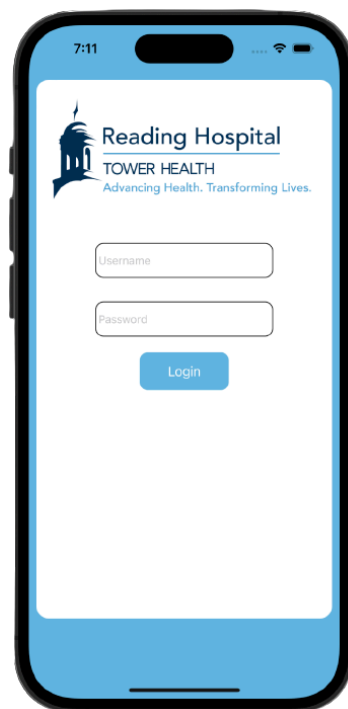 7:11
Reading Hospital
TOWER HEALTH
Advancing Health. Transforming Lives.
Username
Password
Login